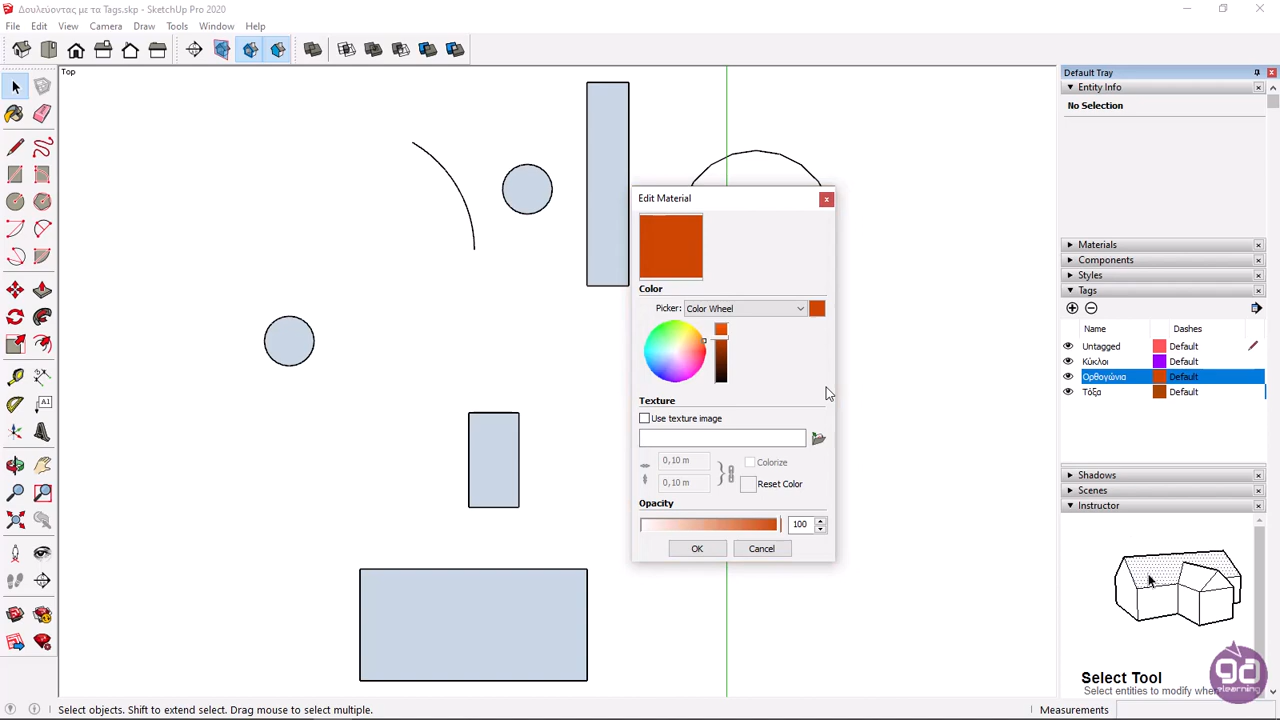 Δουλεύοντας με τα Tags.skp - SketchUp Pro 2020
File Edit View Camera Draw Tools Window Help
Top
Default Tray
Entity Info
No Selection
Edit Material
Color
Picker: Color Wheel
Texture
Use texture image
0,10 m
Colorize
0,10 m
Reset Color
Opacity
100
OK Cancel
Materials
Components
Styles
Tags
Name Dashes
Untagged Default
Κύκλοι Default
Ορθογώνια Default
Τόξα Default
Shadows
Scenes
Instructor
Select Tool
Select entities to modify whe
A1
ga
elearning
Select objects. Shift to extend select. Drag mouse to select multiple.
Measurements